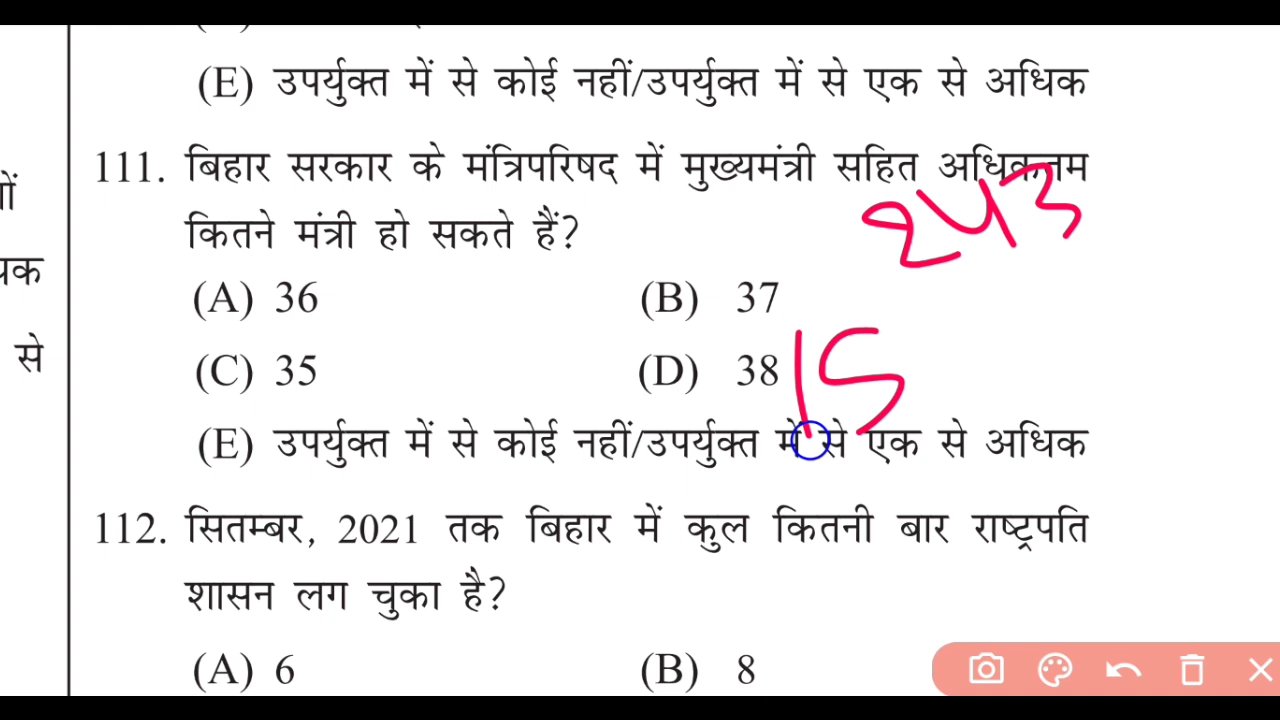 (E) उपर्युक्त में से कोई नहीं/उपर्युक्त में से एक से अधिक
111. बिहार सरकार के मंत्रिपरिषद में मुख्यमंत्री सहित अधिकतम
कितने मंत्री हो सकते हैं?
243
(A) 36 (B) 37
(C) 35 (D) 38
15
(E) उपर्युक्त में से कोई नहीं/उपर्युक्त में से एक से अधिक
से
112. सितम्बर, 2021 तक बिहार में कुल कितनी बार राष्ट्रपति
शासन लग चुका है?
(A) 6 (B) 8